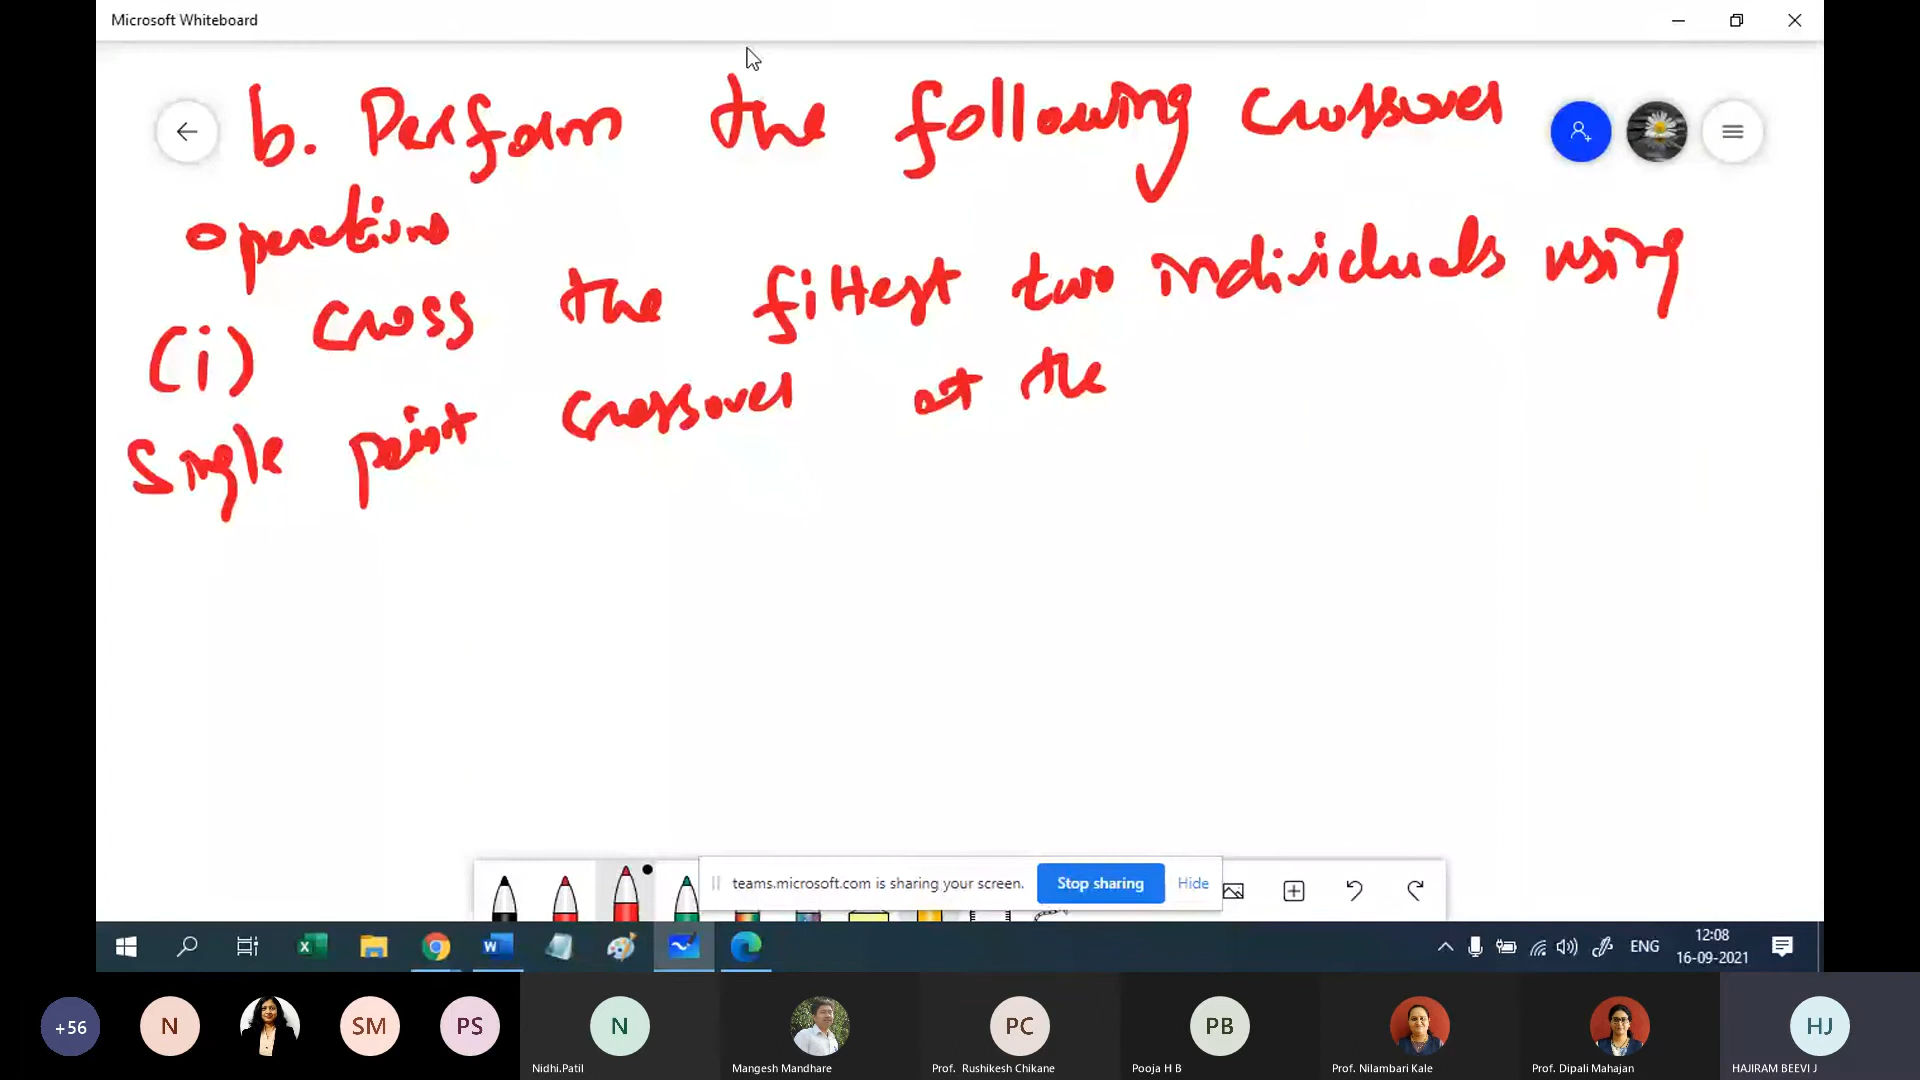 Microsoft Whiteboard
b. Perform the following crossover
operations
(i) cross the fittest two individuals using
Single point crossover at the
teams.microsoft.com is sharing your screen. Stop sharing Hide
ENG
12:08
16-09-2021
+56 N SM PS N PC PB HJ
Nidhi.Patil Mangesh Mandhare Prof. Rushikesh Chikane Pooja H B Prof. Nilambari Kale Prof. Dipali Mahajan HAJIRAM BEEVI J